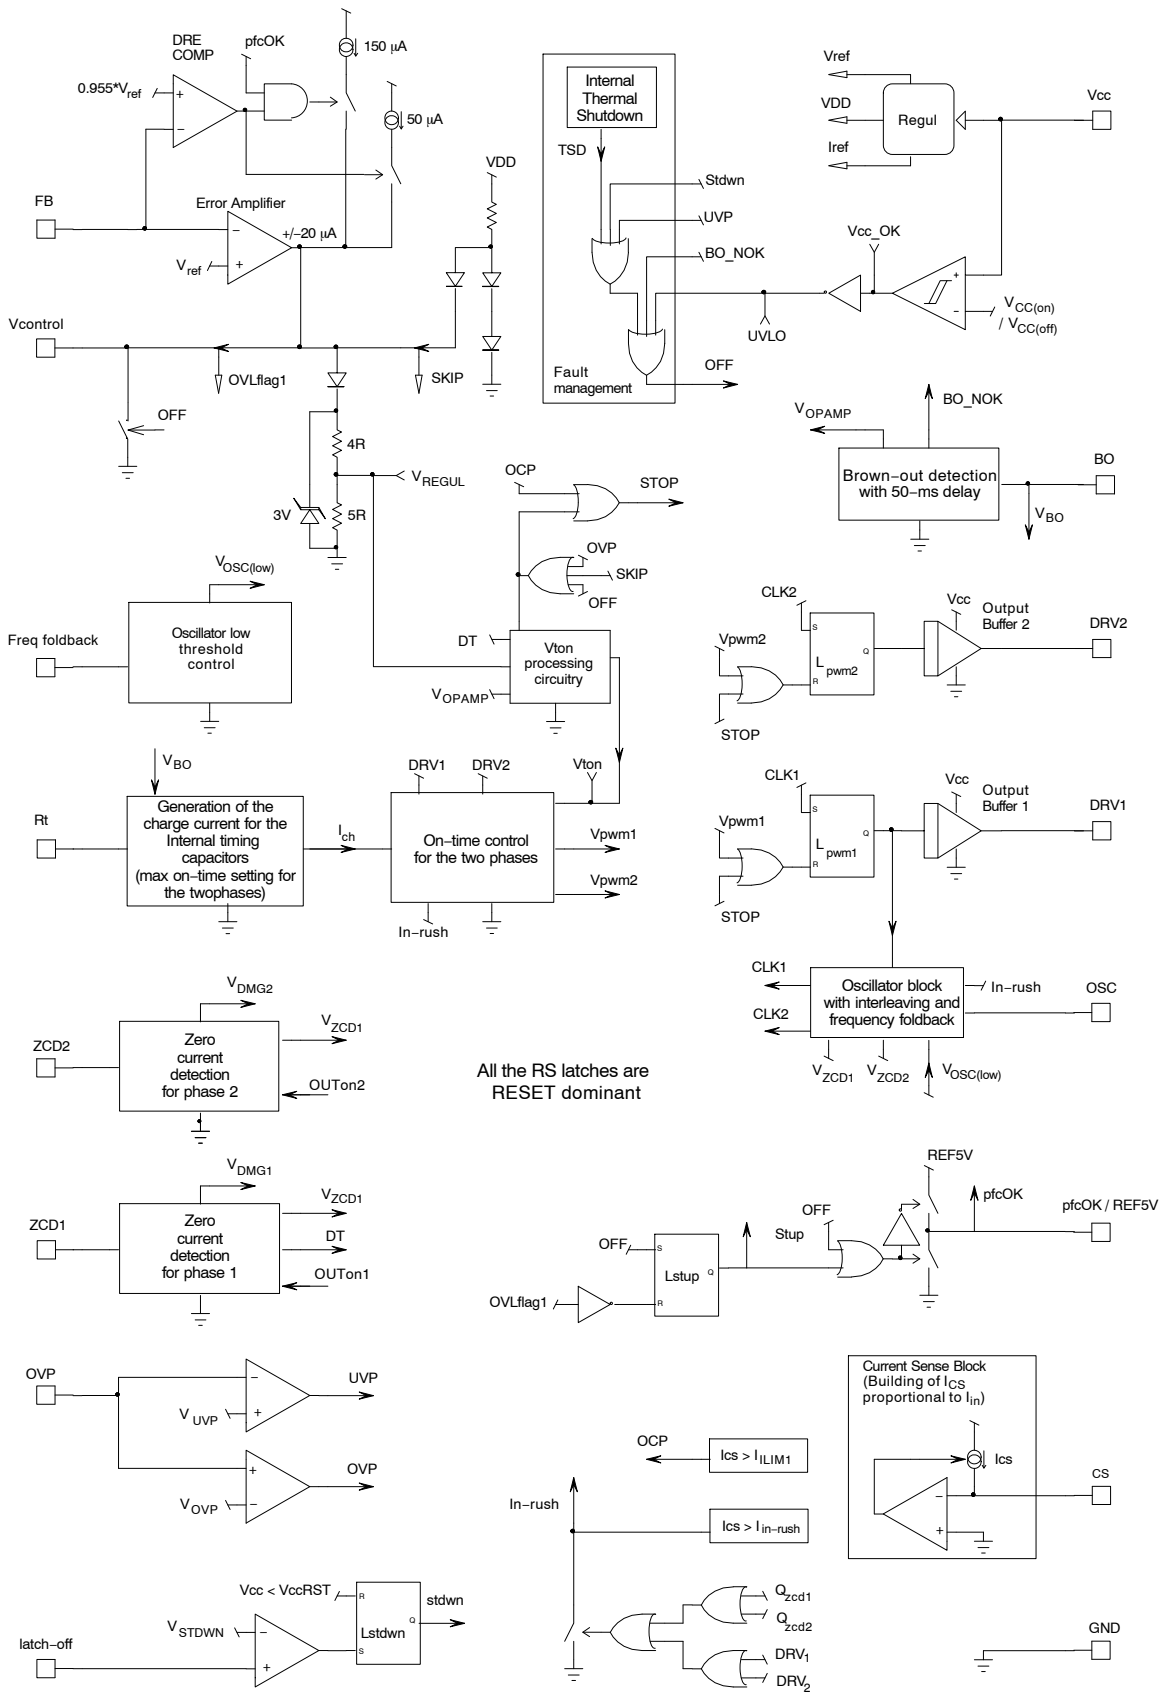 DRE
COMP
pfcOK
150 µA
0.955*Vref
+
−
50 µA
FB
Error Amplifier
+/−20 µA
−
+
Vref
VDD
Vcontrol
OVLflag1
SKIP
OFF
4R
VREGUL
3V
5R
Internal
Thermal
Shutdown
TSD
Stdwn
UVP
BO_NOK
UVLO
OFF
Fault
management
Vref
VDD
Iref
Regul
Vcc
Vcc_OK
+
−
VCC(on)
/ VCC(off)
VOPAMP
BO_NOK
Brown−out detection
with 50−ms delay
BO
VBO
OCP
STOP
OVP
SKIP
OFF
DT
Vton
processing
circuitry
VOPAMP
VOSC(low)
Freq foldback
Oscillator low
threshold
control
CLK2
Vpwm2
S
Q
Lpwm2
R
STOP
Vcc
Output
Buffer 2
DRV2
VBO
Rt
Generation of the
charge current for the
Internal timing
capacitors
(max on−time setting for
the twophases)
Ich
DRV1
DRV2
Vton
On−time control
for the two phases
Vpwm1
Vpwm2
In−rush
CLK1
Vpwm1
S
Q
Lpwm1
R
STOP
Vcc
Output
Buffer 1
DRV1
CLK1
CLK2
Oscillator block
with interleaving and
frequency foldback
In−rush
OSC
VZCD1
VZCD2
VOSC(low)
VDMG2
ZCD2
Zero
current
detection
for phase 2
VZCD1
OUTon2
All the RS latches are
RESET dominant
VDMG1
ZCD1
Zero
current
detection
for phase 1
VZCD1
DT
OUTon1
REF5V
pfcOK
pfcOK / REF5V
OFF
Stup
OFF
S
Lstup
Q
R
OVLflag1
OVP
−
+
VUVP
UVP
+
−
VOVP
OVP
Current Sense Block
(Building of ICS
proportional to Iin)
Ics
−
+
CS
OCP
Ics > IILIM1
In−rush
Ics > Iin−rush
Qzcd1
Qzcd2
DRV1
DRV2
Vcc < VccRST
R
Lstdwn
Q
S
stdwn
VSTDWN
−
+
latch−off
GND